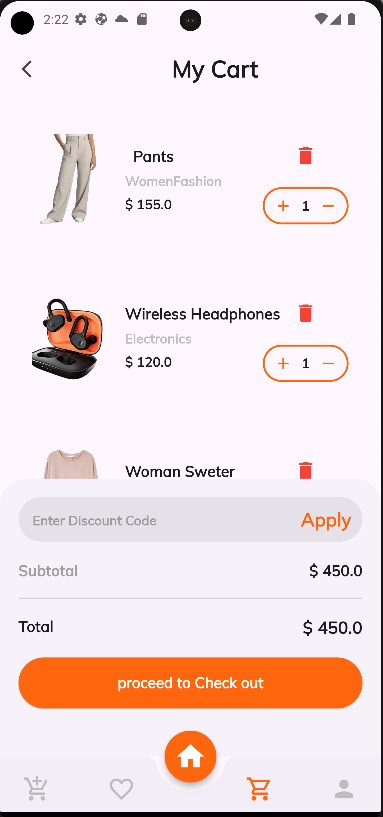 2:22
My Cart
Pants
WomenFashion
$ 155.0
+ 1 −
Wireless Headphones
Electronics
$ 120.0
+ 1 −
Woman Sweter
Enter Discount Code
Apply
Subtotal
$ 450.0
Total
$ 450.0
proceed to Check out